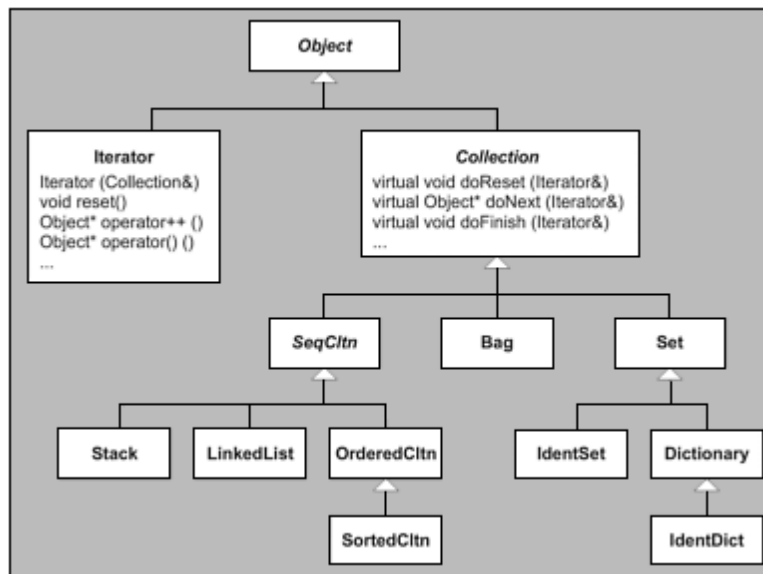 Object
Iterator
Iterator (Collection&)
void reset()
Object* operator++ ()
Object* operator() ()
...
Collection
virtual void doReset (Iterator&)
virtual Object* doNext (Iterator&)
virtual void doFinish (Iterator&)
...
SeqCltn
Bag
Set
Stack
LinkedList
OrderedCltn
IdentSet
Dictionary
SortedCltn
IdentDict